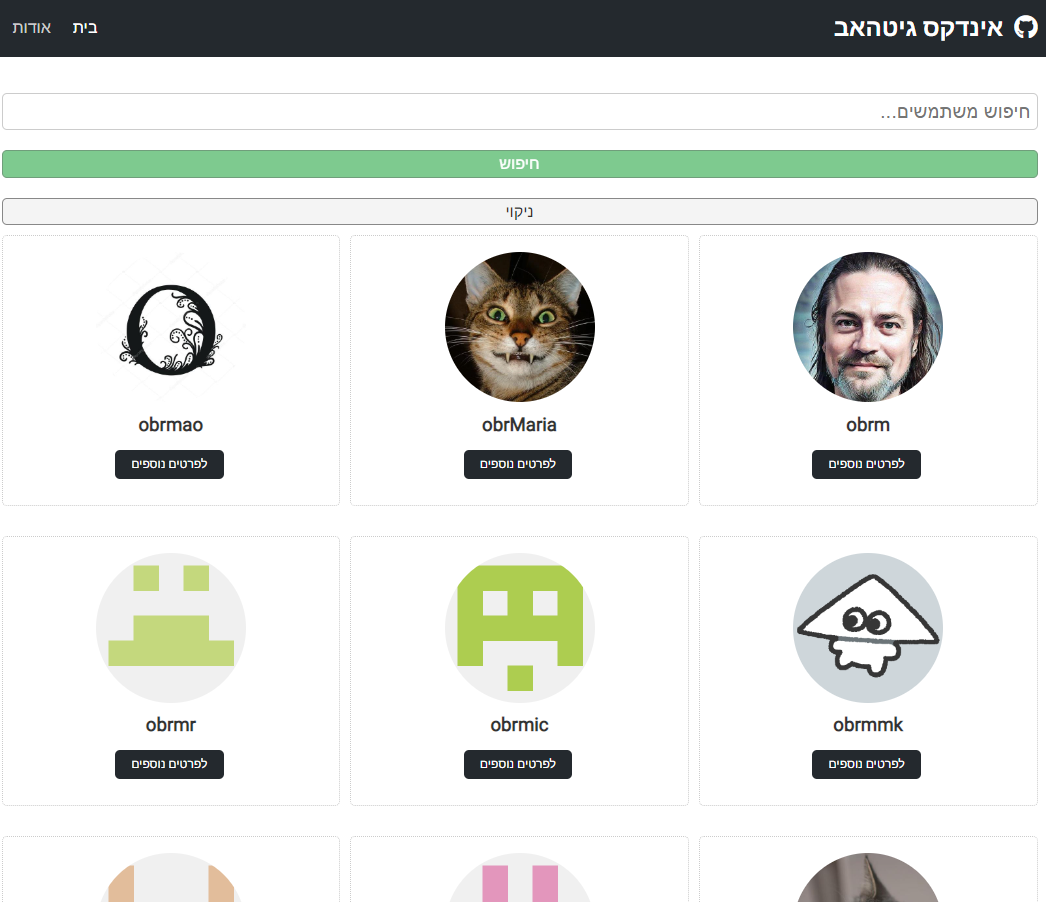 אינדקס גיטהאב
בית
אודות
חיפוש משתמשים...
חיפוש
ניקוי
obrm
לפרטים נוספים
obrMaria
לפרטים נוספים
obrmao
לפרטים נוספים
obrmmk
לפרטים נוספים
obrmic
לפרטים נוספים
obrmr
לפרטים נוספים